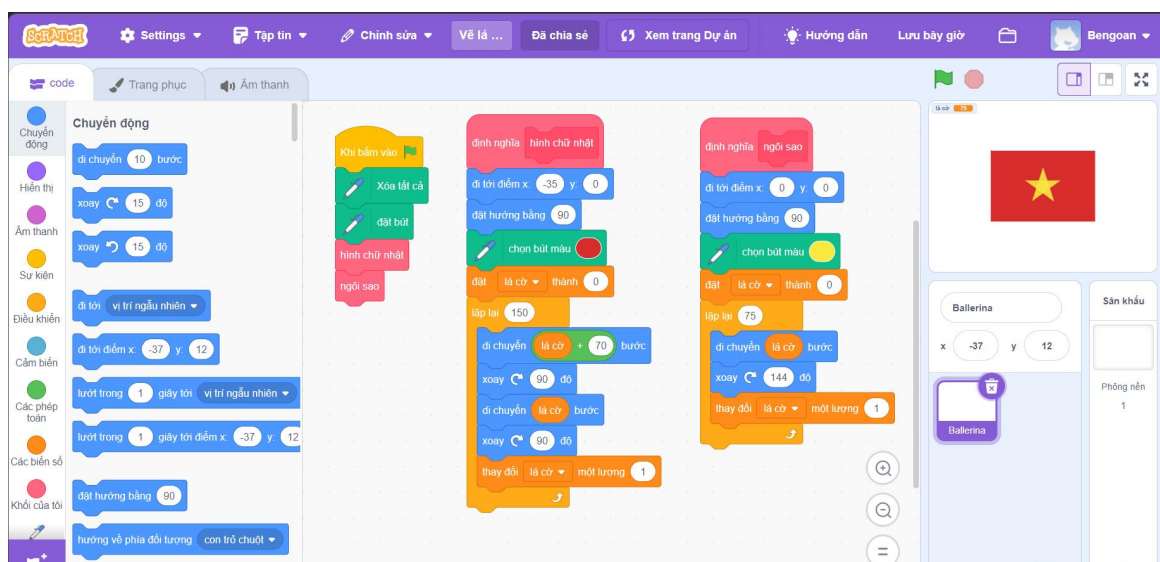 SCRATCH
Settings
Tập tin
Chỉnh sửa
Vẽ lá ...
Đã chia sẻ
Xem trang Dự án
Hướng dẫn
Lưu bây giờ
Bengoan
code
Trang phục
Âm thanh
Chuyển động
Hiển thị
Âm thanh
Sự kiện
Điều khiển
Cảm biến
Các phép toán
Các biến số
Khối của tôi
Chuyển động
di chuyển 10 bước
xoay 15 độ
xoay 15 độ
đi tới vị trí ngẫu nhiên
đi tới điểm x: -37 y: 12
lướt trong 1 giây tới vị trí ngẫu nhiên
lướt trong 1 giây tới điểm x: -37 y: 12
đặt hướng bằng 90
hướng về phía đối tượng con trỏ chuột
Khi bấm vào
Xóa tất cả
đặt bút
hình chữ nhật
ngôi sao
định nghĩa hình chữ nhật
đi tới điểm x: -35 y: 0
đặt hướng bằng 90
chọn bút màu
đặt lá cờ thành 0
lặp lại 150
di chuyển lá cờ + 70 bước
xoay 90 độ
di chuyển lá cờ bước
xoay 90 độ
thay đổi lá cờ một lượng 1
định nghĩa ngôi sao
đi tới điểm x: 0 y: 0
đặt hướng bằng 90
chọn bút màu
đặt lá cờ thành 0
lặp lại 75
di chuyển lá cờ bước
xoay 144 độ
thay đổi lá cờ một lượng 1
lá cờ 75
Ballerina
x -37 y 12
Ballerina
Sân khấu
Phông nền
1